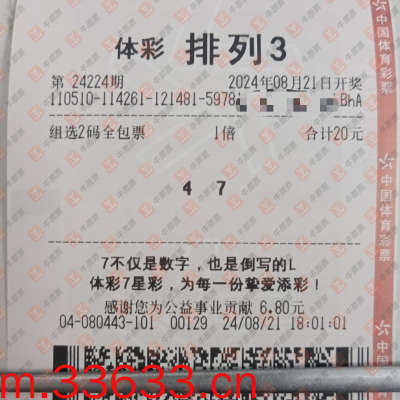 体彩 排列3
第 24224期 2024年08月21日开奖
110510-114261-121481-5978 BhA
组选2码全包票 1倍 合计20元
4 7
7不仅是数字，也是倒写的L
体彩7星彩，为每一份挚爱添彩！
感谢您为公益事业贡献 6.80元
04-080443-101 00129 24/08/21 18:01:01
中国体育彩票
中国体育彩票
m.33633.cn